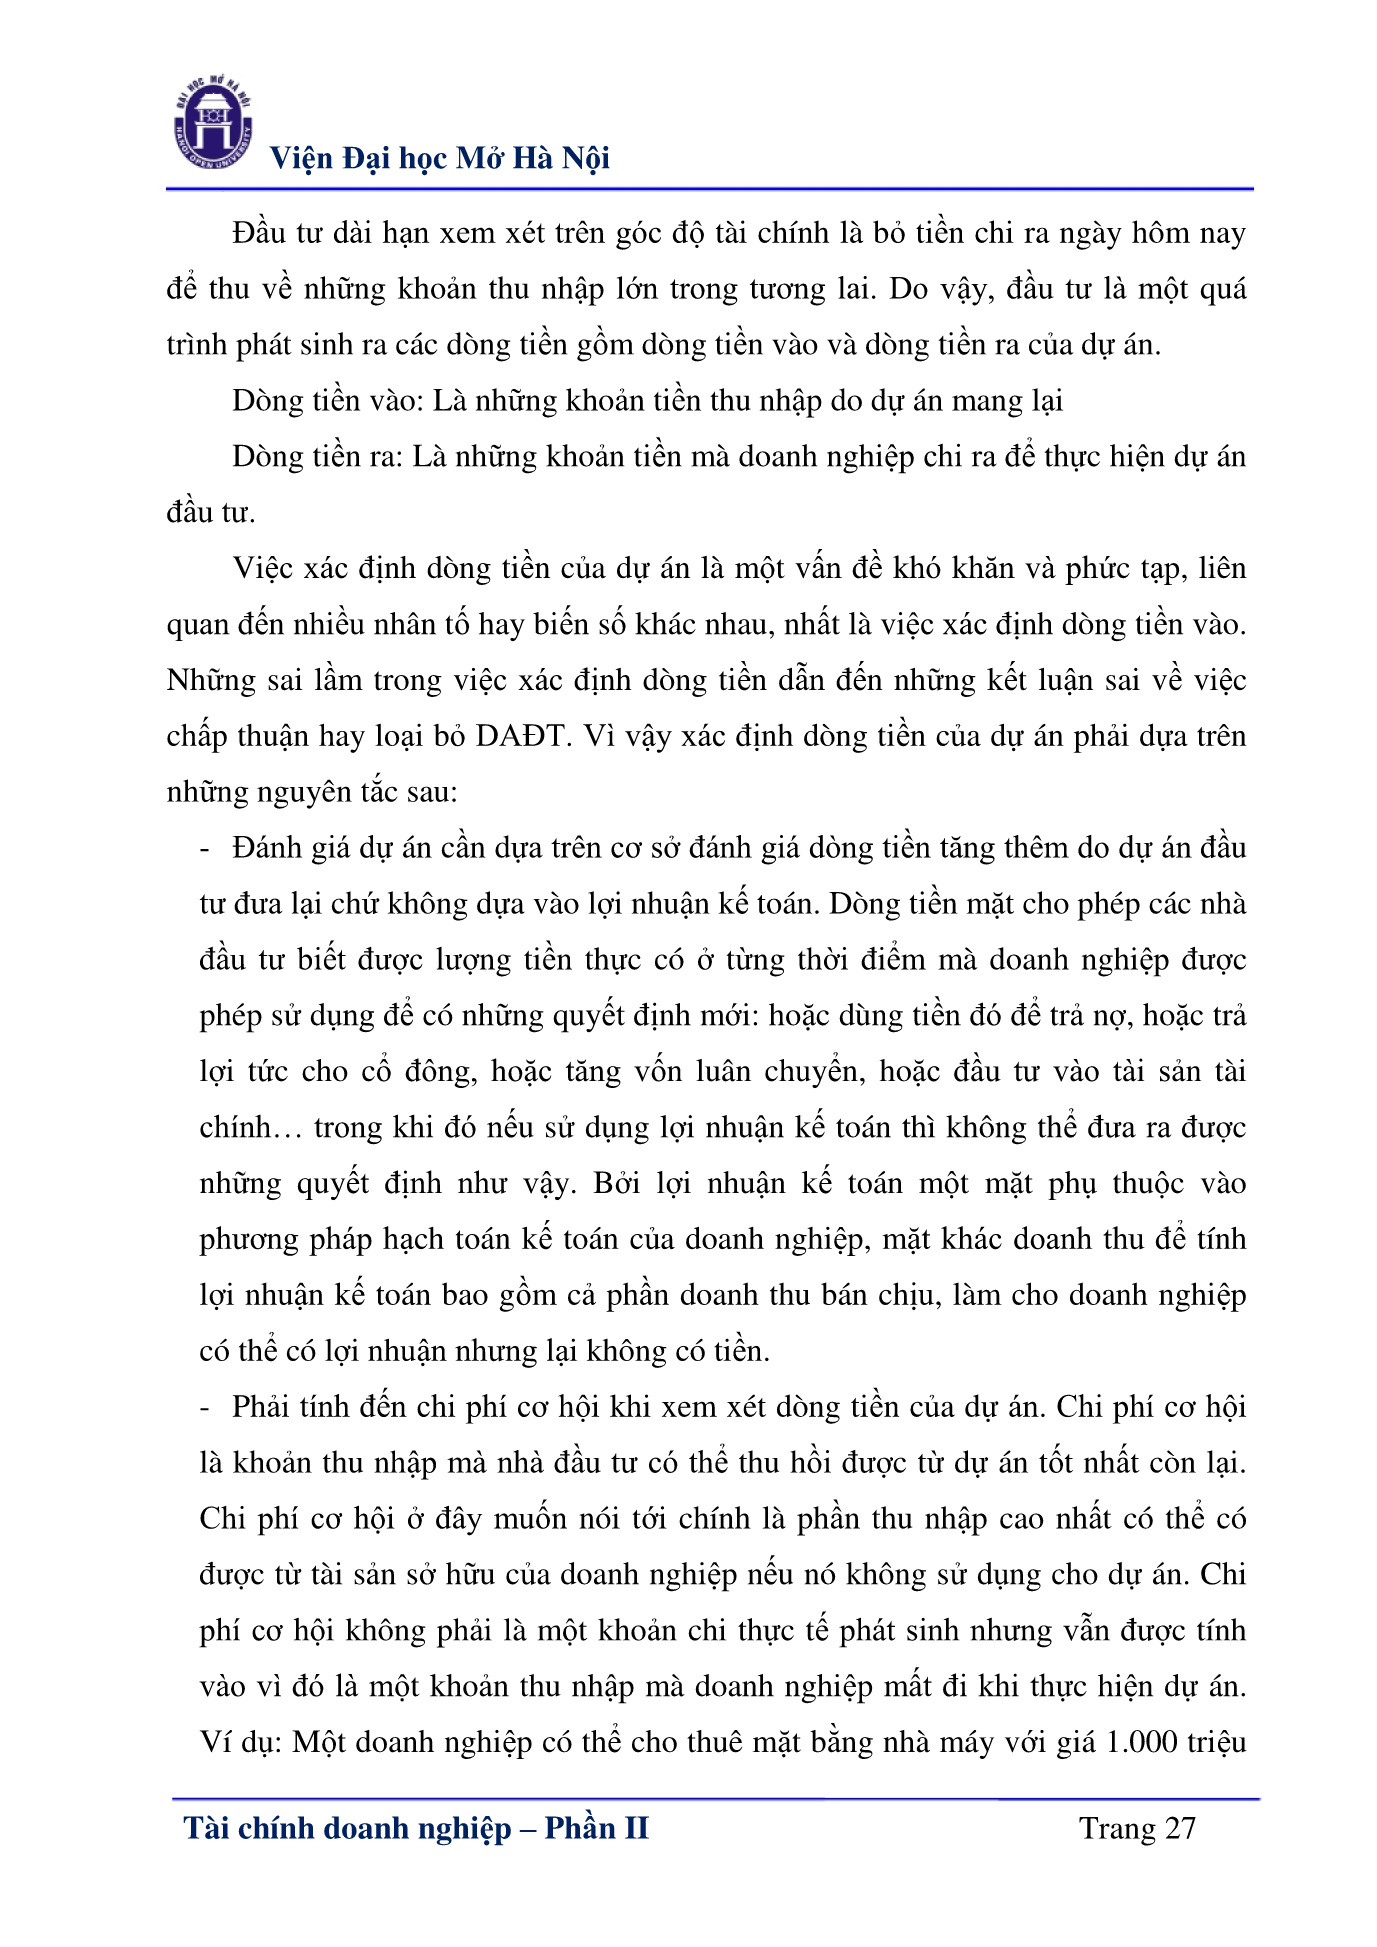 ĐẠI HỌC MỞ HÀ NỘI
HANOI OPEN UNIVERSITY
Viện Đại học Mở Hà Nội
Đầu tư dài hạn xem xét trên góc độ tài chính là bỏ tiền chi ra ngày hôm nay
để thu về những khoản thu nhập lớn trong tương lai. Do vậy, đầu tư là một quá
trình phát sinh ra các dòng tiền gồm dòng tiền vào và dòng tiền ra của dự án.
Dòng tiền vào: Là những khoản tiền thu nhập do dự án mang lại
Dòng tiền ra: Là những khoản tiền mà doanh nghiệp chi ra để thực hiện dự án
đầu tư.
Việc xác định dòng tiền của dự án là một vấn đề khó khăn và phức tạp, liên
quan đến nhiều nhân tố hay biến số khác nhau, nhất là việc xác định dòng tiền vào.
Những sai lầm trong việc xác định dòng tiền dẫn đến những kết luận sai về việc
chấp thuận hay loại bỏ DAĐT. Vì vậy xác định dòng tiền của dự án phải dựa trên
những nguyên tắc sau:
- Đánh giá dự án cần dựa trên cơ sở đánh giá dòng tiền tăng thêm do dự án đầu
tư đưa lại chứ không dựa vào lợi nhuận kế toán. Dòng tiền mặt cho phép các nhà
đầu tư biết được lượng tiền thực có ở từng thời điểm mà doanh nghiệp được
phép sử dụng để có những quyết định mới: hoặc dùng tiền đó để trả nợ, hoặc trả
lợi tức cho cổ đông, hoặc tăng vốn luân chuyển, hoặc đầu tư vào tài sản tài
chính… trong khi đó nếu sử dụng lợi nhuận kế toán thì không thể đưa ra được
những quyết định như vậy. Bởi lợi nhuận kế toán một mặt phụ thuộc vào
phương pháp hạch toán kế toán của doanh nghiệp, mặt khác doanh thu để tính
lợi nhuận kế toán bao gồm cả phần doanh thu bán chịu, làm cho doanh nghiệp
có thể có lợi nhuận nhưng lại không có tiền.
- Phải tính đến chi phí cơ hội khi xem xét dòng tiền của dự án. Chi phí cơ hội
là khoản thu nhập mà nhà đầu tư có thể thu hồi được từ dự án tốt nhất còn lại.
Chi phí cơ hội ở đây muốn nói tới chính là phần thu nhập cao nhất có thể có
được từ tài sản sở hữu của doanh nghiệp nếu nó không sử dụng cho dự án. Chi
phí cơ hội không phải là một khoản chi thực tế phát sinh nhưng vẫn được tính
vào vì đó là một khoản thu nhập mà doanh nghiệp mất đi khi thực hiện dự án.
Ví dụ: Một doanh nghiệp có thể cho thuê mặt bằng nhà máy với giá 1.000 triệu
Tài chính doanh nghiệp – Phần II Trang 27